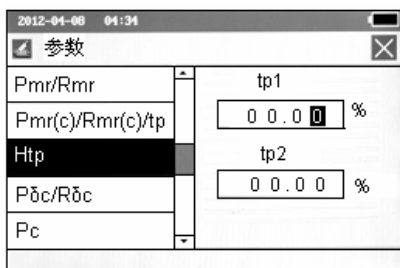 2012-04-08 04:34
参数
Pmr/Rmr
Pmr(c)/Rmr(c)/tp
Htp
Pδc/Rδc
Pc
tp1
00.00 %
tp2
00.00 %